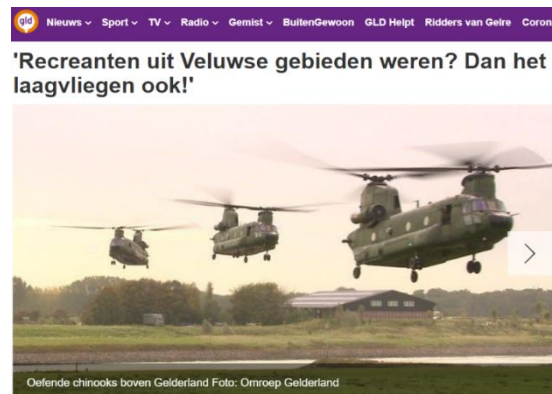 gld Nieuws Sport TV Radio Gemist BuitenGewoon GLD Helpt Ridders van Gelre Coron
'Recreanten uit Veluwse gebieden weren? Dan het
laagvliegen ook!'
Oefende chinooks boven Gelderland Foto: Omroep Gelderland